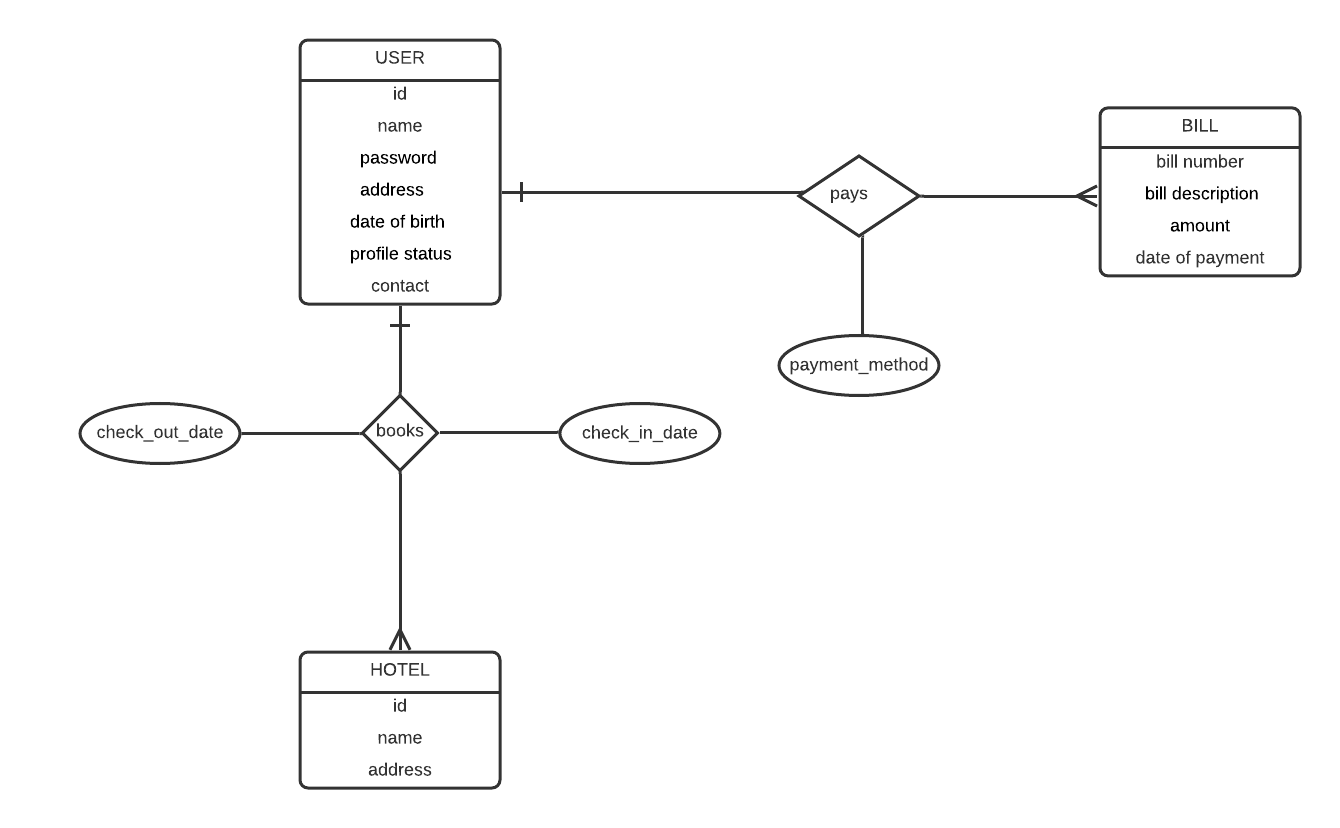 USER
id
name
password
address
date of birth
profile status
contact
pays
BILL
bill number
bill description
amount
date of payment
payment_method
check_out_date
books
check_in_date
HOTEL
id
name
address